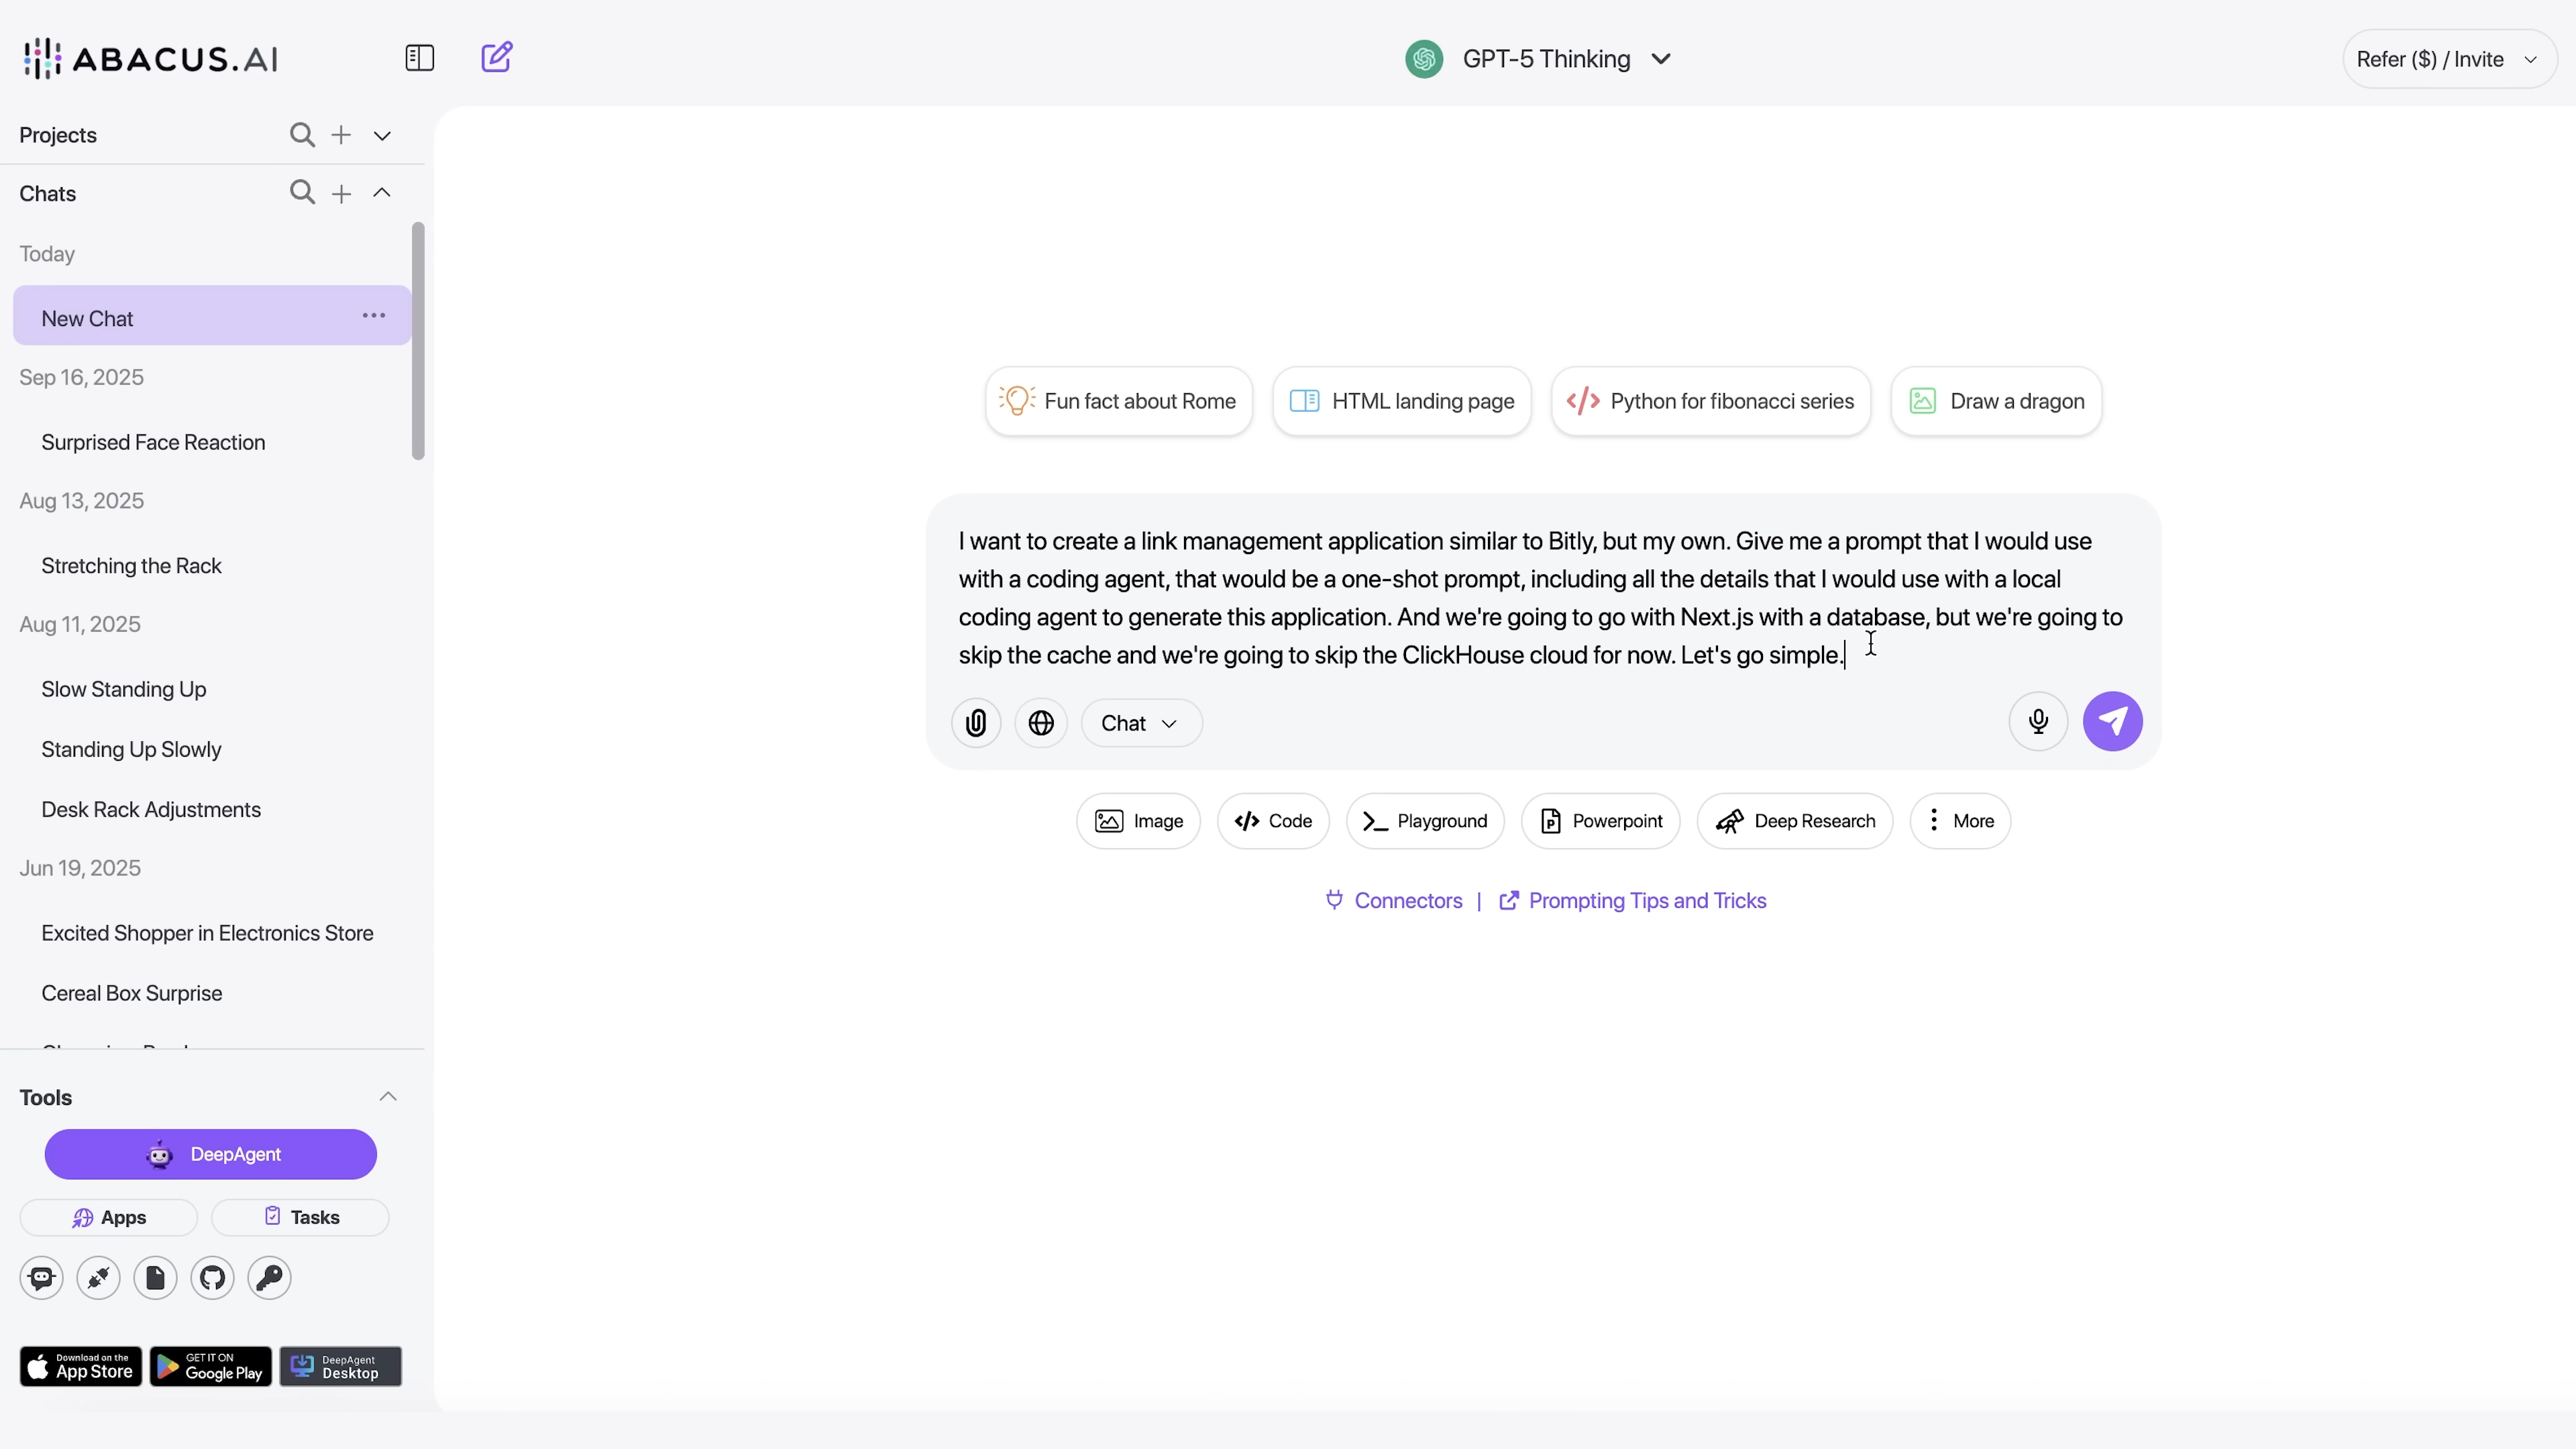 ABACUS.AI
GPT-5 Thinking
Refer ($) / Invite
Projects
Chats
Today
New Chat
Sep 16, 2025
Surprised Face Reaction
Aug 13, 2025
Stretching the Rack
Aug 11, 2025
Slow Standing Up
Standing Up Slowly
Desk Rack Adjustments
Jun 19, 2025
Excited Shopper in Electronics Store
Cereal Box Surprise
Tools
DeepAgent
Apps
Tasks
Download on the
App Store
GET IT ON
Google Play
DeepAgent
Desktop
Fun fact about Rome
HTML landing page
Python for fibonacci series
Draw a dragon
I want to create a link management application similar to Bitly, but my own. Give me a prompt that I would use
with a coding agent, that would be a one-shot prompt, including all the details that I would use with a local
coding agent to generate this application. And we're going to go with Next.js with a database, but we're going to
skip the cache and we're going to skip the ClickHouse cloud for now. Let's go simple.
Chat
Image
Code
Playground
Powerpoint
Deep Research
More
Connectors |
Prompting Tips and Tricks